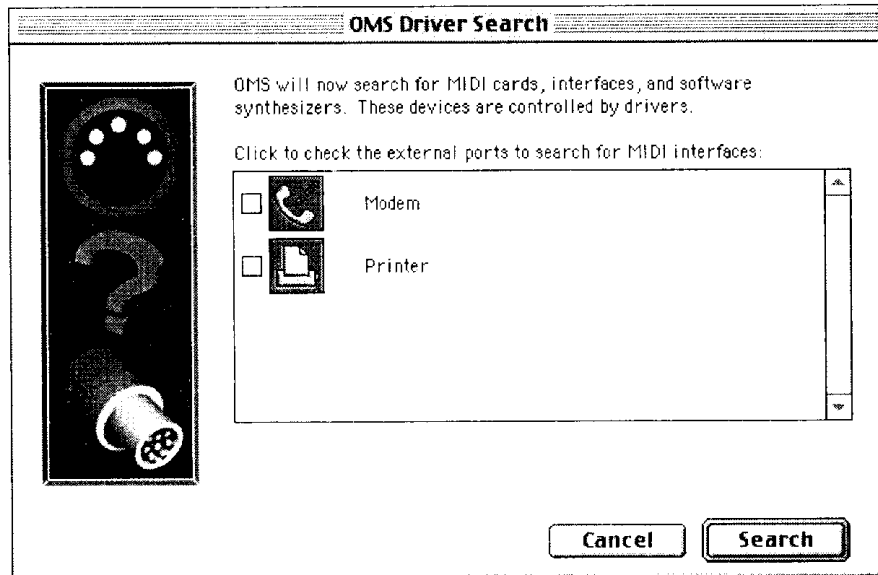 OMS Driver Search
OMS will now search for MIDI cards, interfaces, and software
synthesizers. These devices are controlled by drivers.
Click to check the external ports to search for MIDI interfaces:
Modem
Printer
Cancel
Search